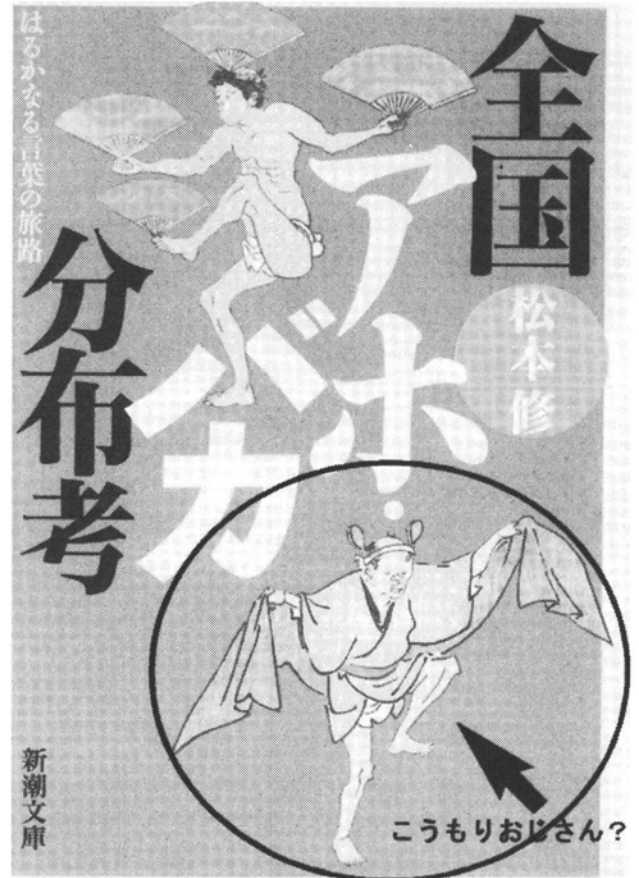 全国
アホ・
バカ
分布考
はるかなる言葉の旅路
松本修
新潮文庫
こうもりおじさん？